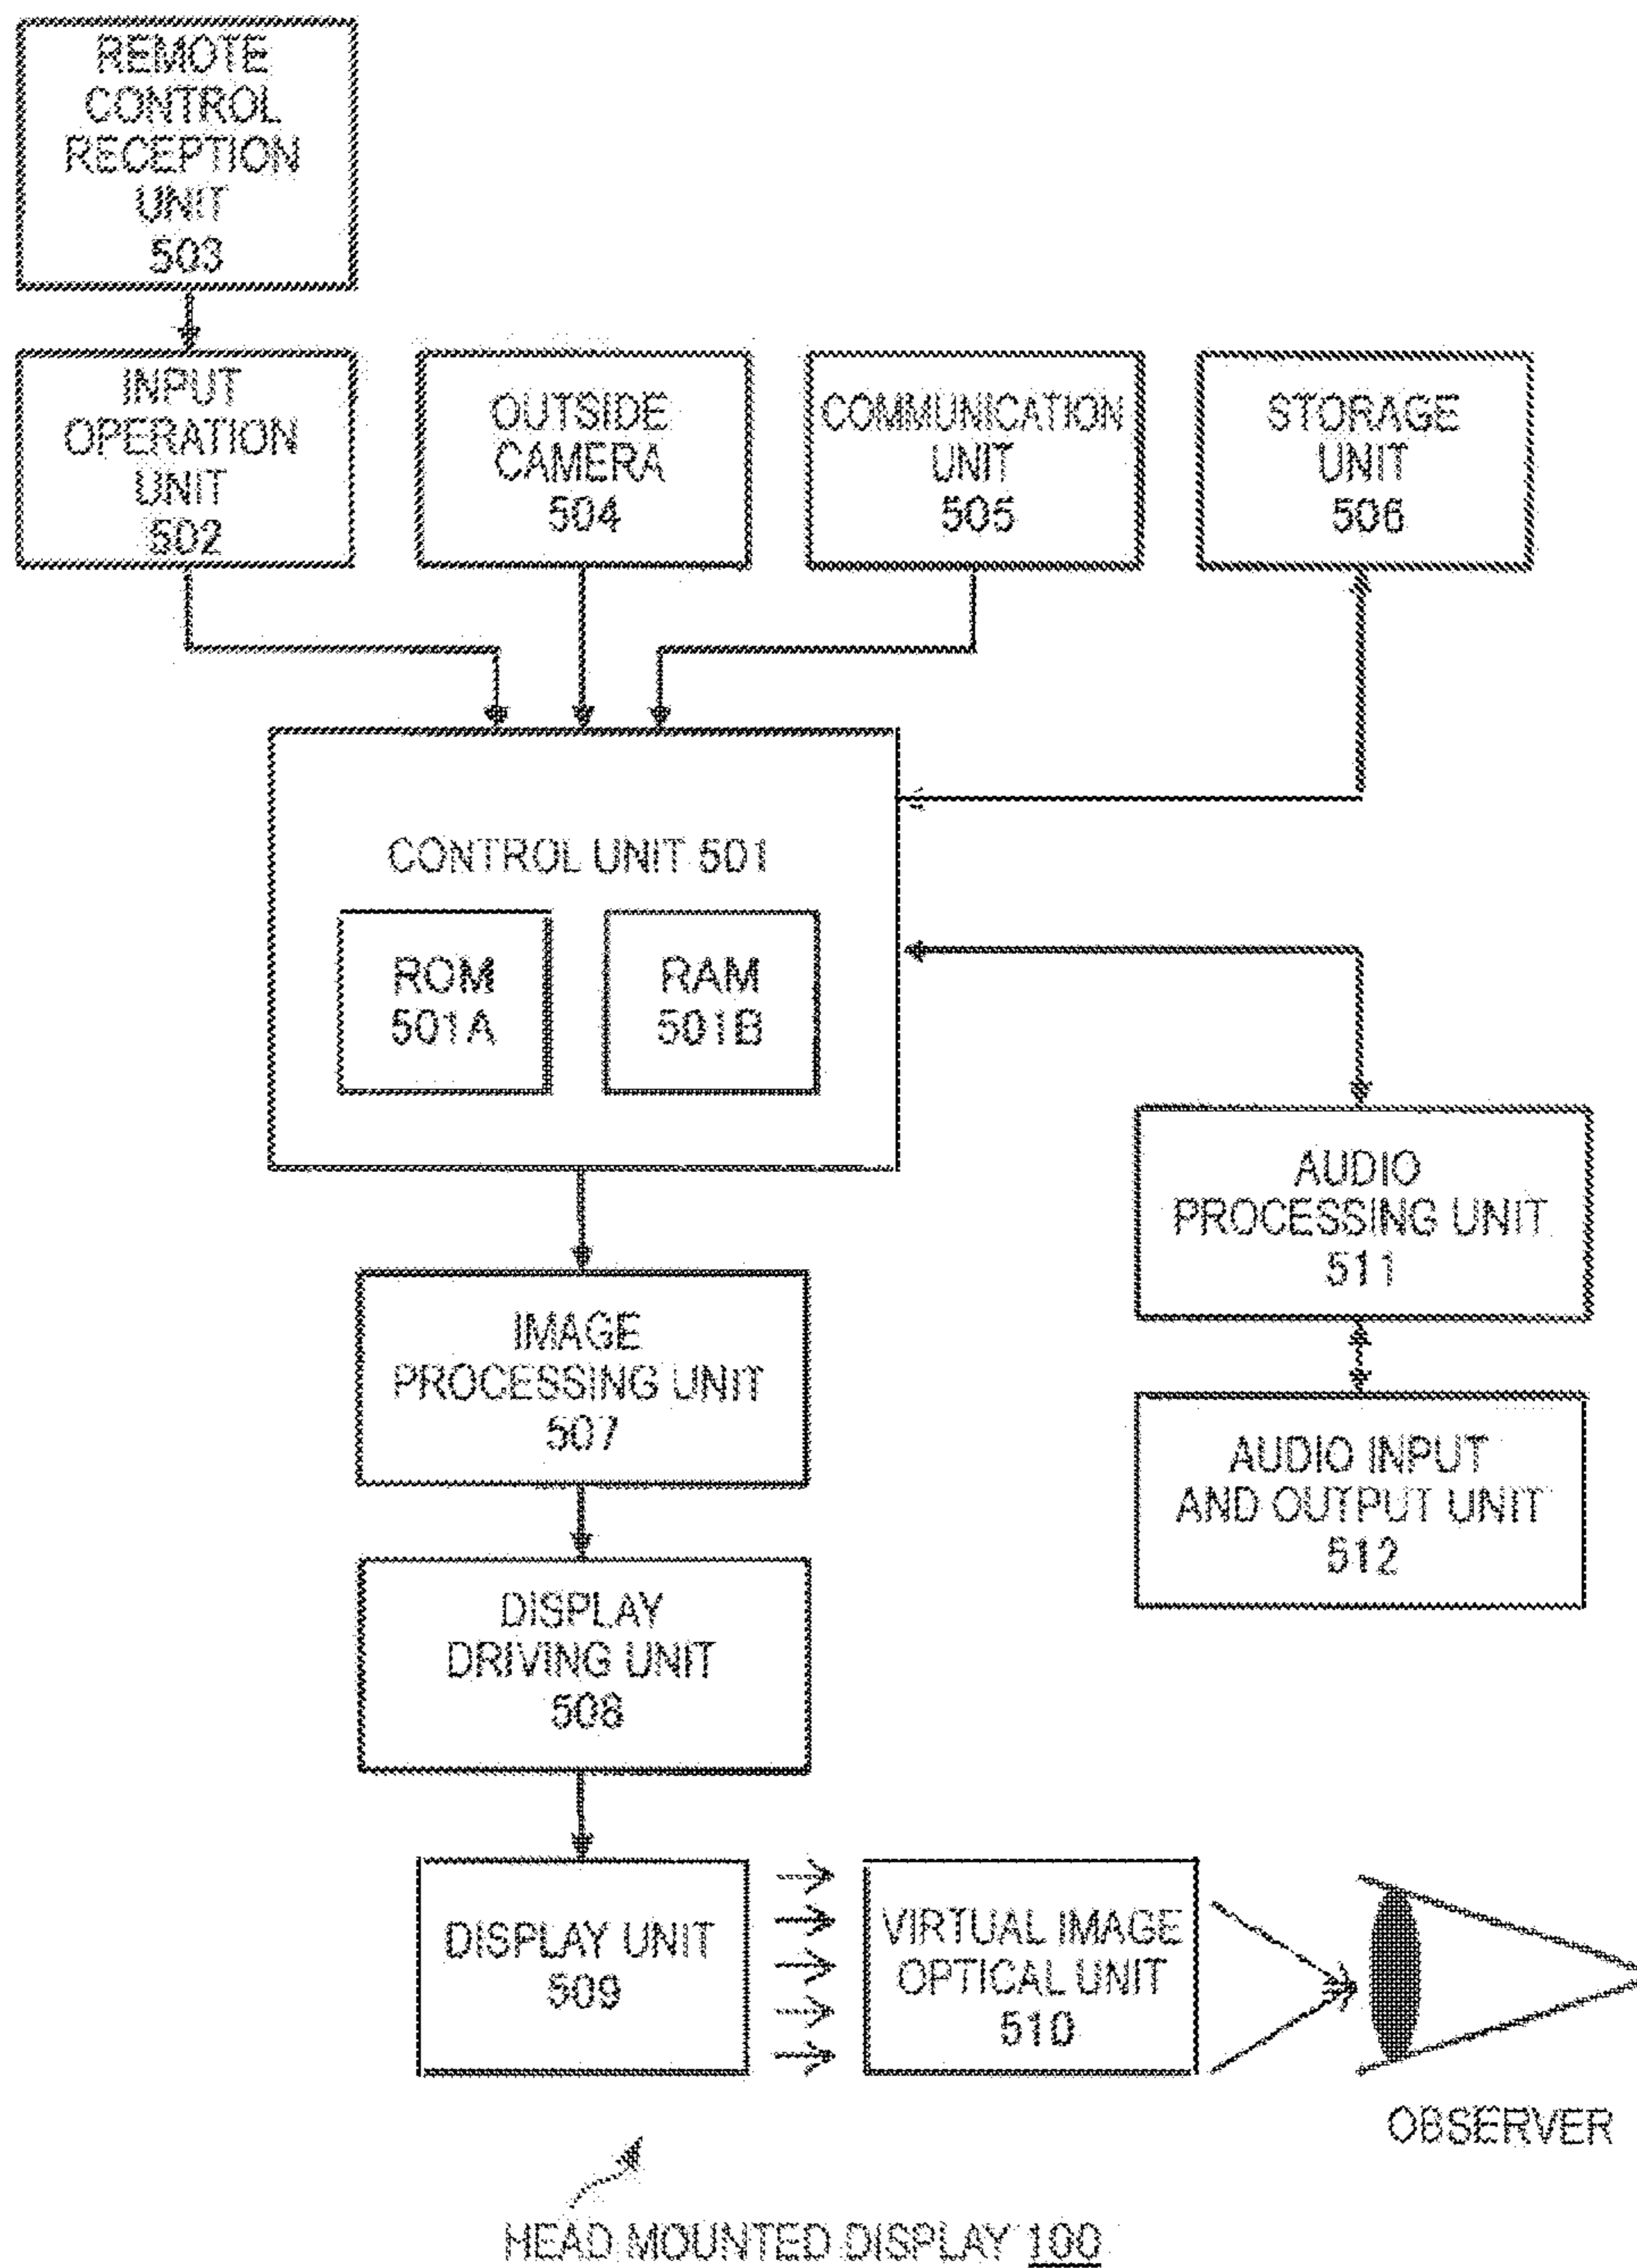 REMOTE
CONTROL
RECEPTION
UNIT
503
INPUT
OPERATION
UNIT
502
OUTSIDE
CAMERA
504
COMMUNICATION
UNIT
505
STORAGE
UNIT
506
CONTROL UNIT 501
ROM
501A
RAM
501B
AUDIO
PROCESSING UNIT
511
IMAGE
PROCESSING UNIT
507
AUDIO INPUT
AND OUTPUT UNIT
512
DISPLAY
DRIVING UNIT
508
DISPLAY UNIT
509
VIRTUAL IMAGE
OPTICAL UNIT
510
OBSERVER
HEAD MOUNTED DISPLAY 100